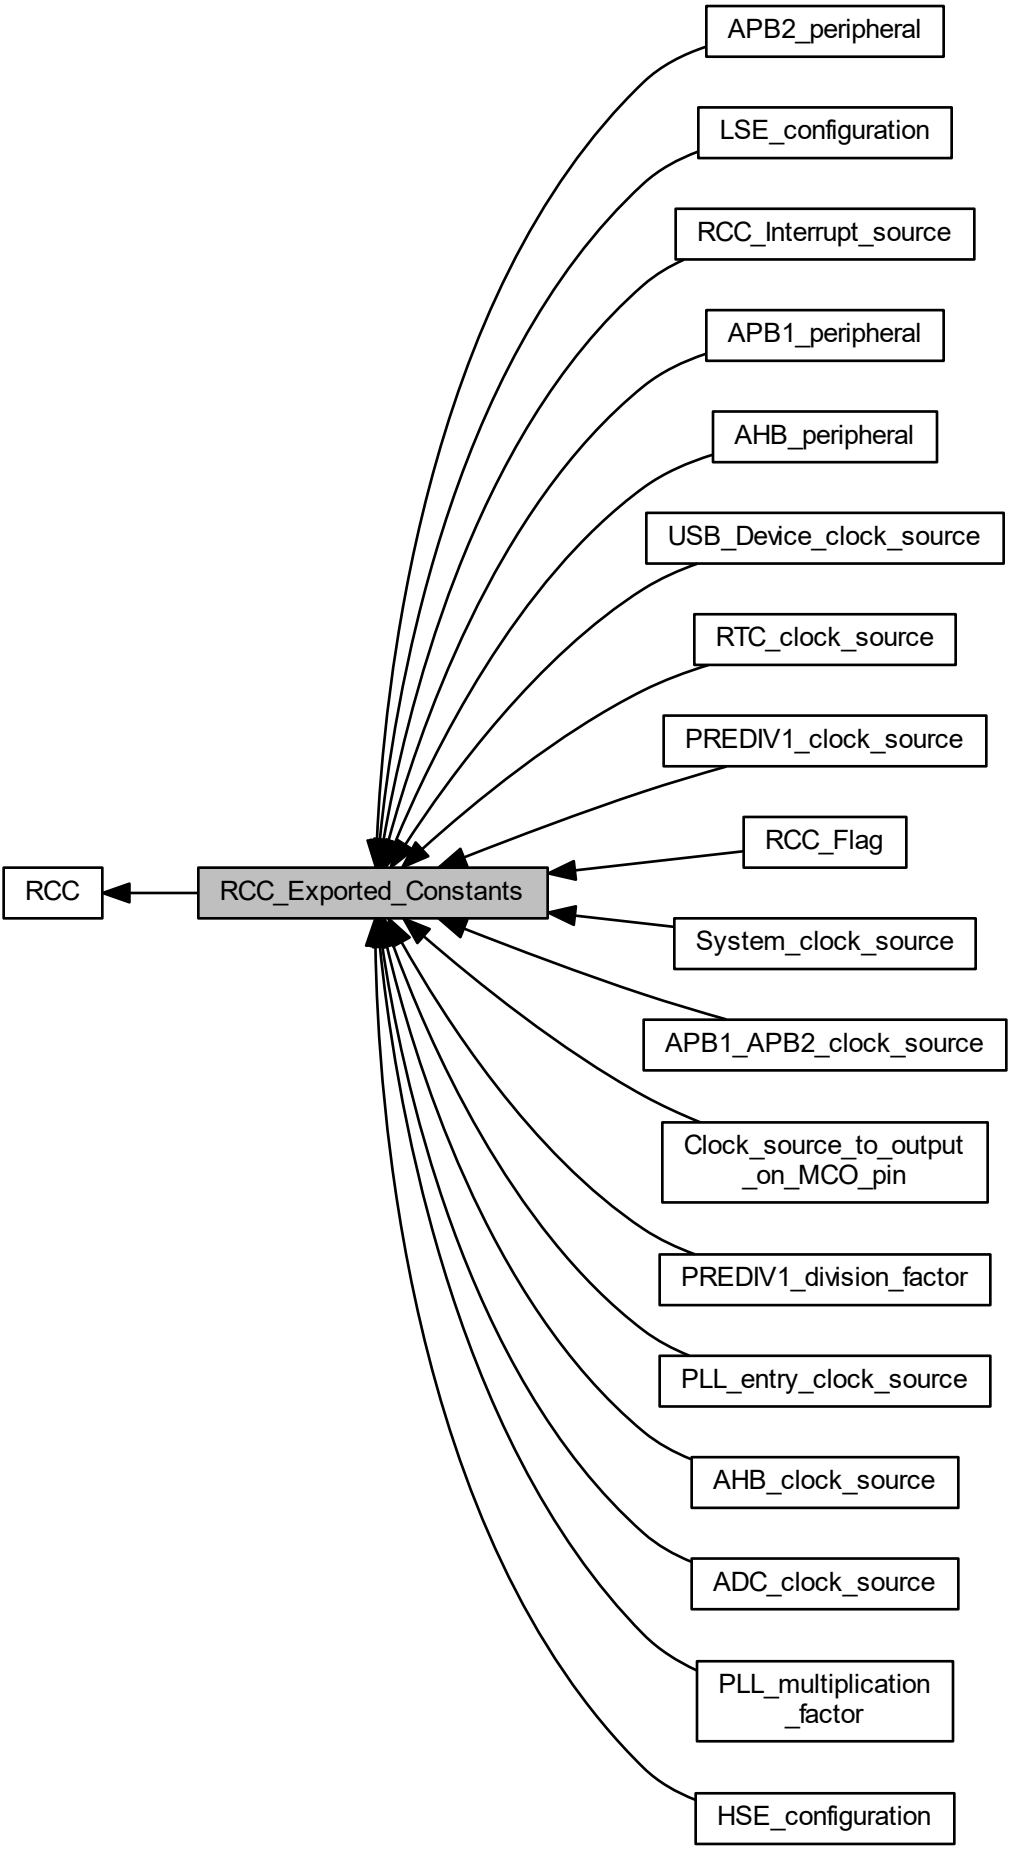 APB2_peripheral
LSE_configuration
RCC_Interrupt_source
APB1_peripheral
AHB_peripheral
USB_Device_clock_source
RTC_clock_source
PREDIV1_clock_source
RCC_Flag
RCC
RCC_Exported_Constants
System_clock_source
APB1_APB2_clock_source
Clock_source_to_output
_on_MCO_pin
PREDIV1_division_factor
PLL_entry_clock_source
AHB_clock_source
ADC_clock_source
PLL_multiplication
_factor
HSE_configuration